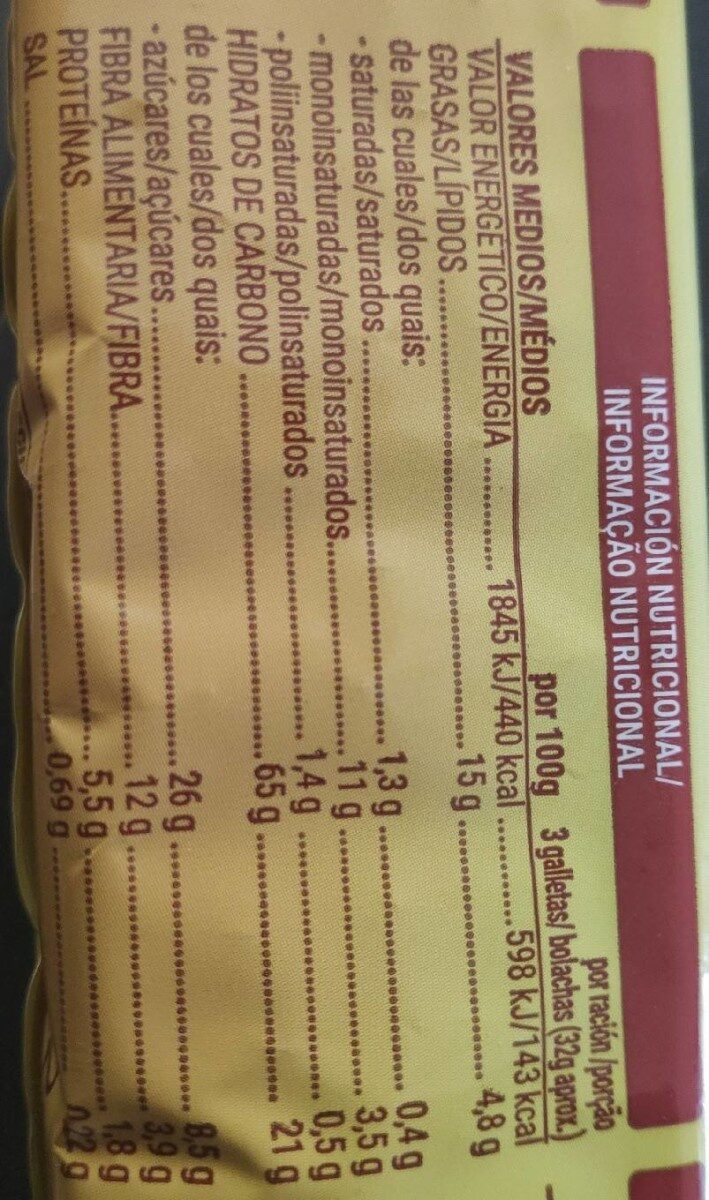 INFORMACIÓN NUTRICIONAL/
INFORMAÇÃO NUTRICIONAL
por ración /porção
VALORES MEDIOS/MÉDIOS por 100g 3 galletas/bolachas (32g aprox.)
VALOR ENERGÉTICO/ENERGIA ............ 1845 kJ/440 kcal ............ 598 kJ/143 kcal
GRASAS/LÍPIDOS ............ 15 g ............ 4,8 g
de las cuales/dos quais:
- saturadas/saturados ............ 1,3 g ............ 0,4 g
- monoinsaturadas/monoinsaturados ............ 11 g ............ 3,5 g
- poliinsaturadas/polinsaturados ............ 1,4 g ............ 0,5 g
HIDRATOS DE CARBONO ............ 65 g ............ 21 g
de los cuales/dos quais:
- azúcares/açúcares ............ 26 g ............ 8,5 g
FIBRA ALIMENTARIA/FIBRA ............ 12 g ............ 3,9 g
PROTEÍNAS ............ 5,5 g ............ 1,8 g
SAL ............ 0,69 g ............ 0,22 g